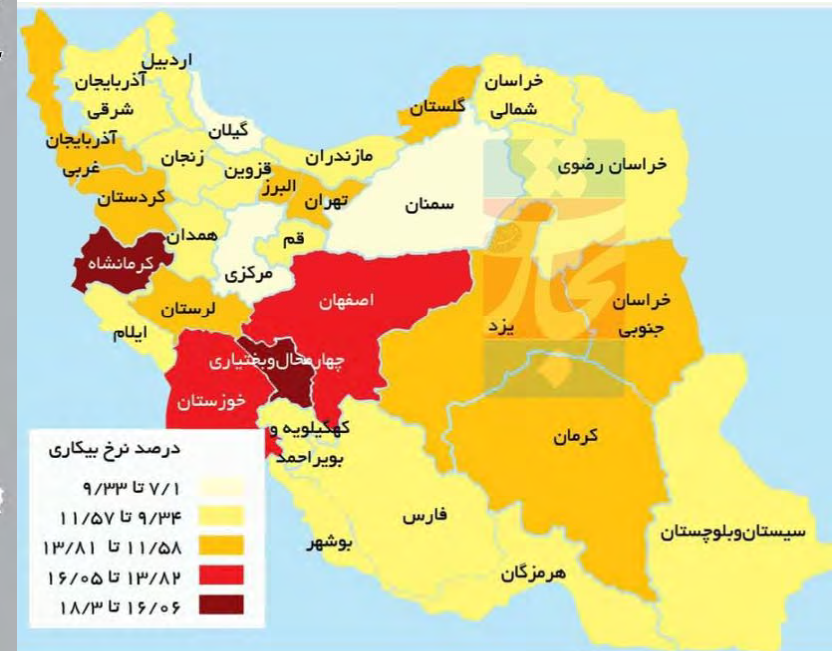 اردبیل
آذربایجان
شرقی
گیلان
آذربایجان
غربی
زنجان
قزوین
البرز
تهران
مازندران
گلستان
خراسان
شمالی
خراسان رضوی
سمنان
کردستان
همدان
قم
مرکزی
کرمانشاه
لرستان
ایلام
اصفهان
چهارمحال‌وبختیاری
خوزستان
یزد
خراسان
جنوبی
کهگیلویه و
بویراحمد
کرمان
فارس
بوشهر
هرمزگان
سیستان‌وبلوچستان
درصد نرخ بیکاری
۷/۱ تا ۹/۳۳
۹/۳۴ تا ۱۱/۵۷
۱۱/۵۸ تا ۱۳/۸۱
۱۳/۸۲ تا ۱۶/۰۵
۱۶/۰۶ تا ۱۸/۳